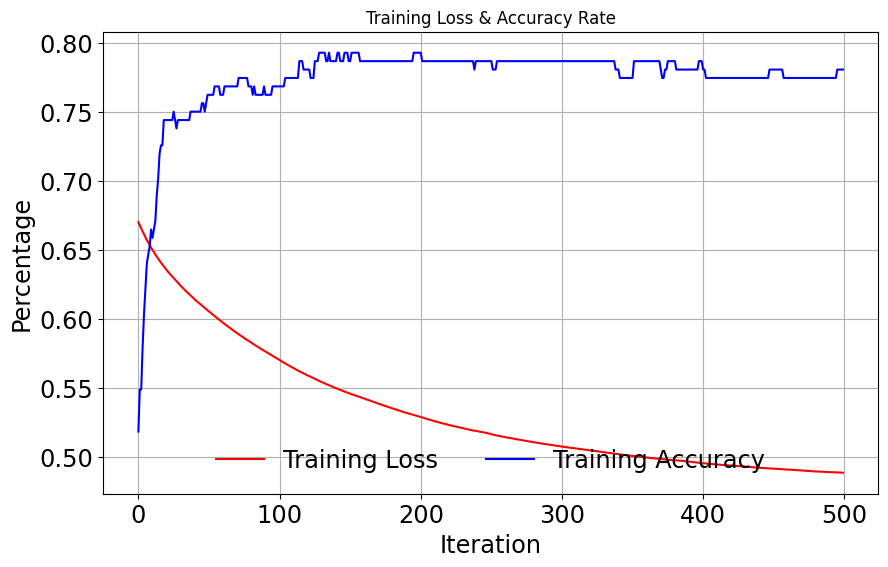 Training Loss & Accuracy Rate
0.80
0.75
0.70
0.65
0.60
0.55
0.50
Percentage
Training Loss
Training Accuracy
0
100
200
300
400
500
Iteration